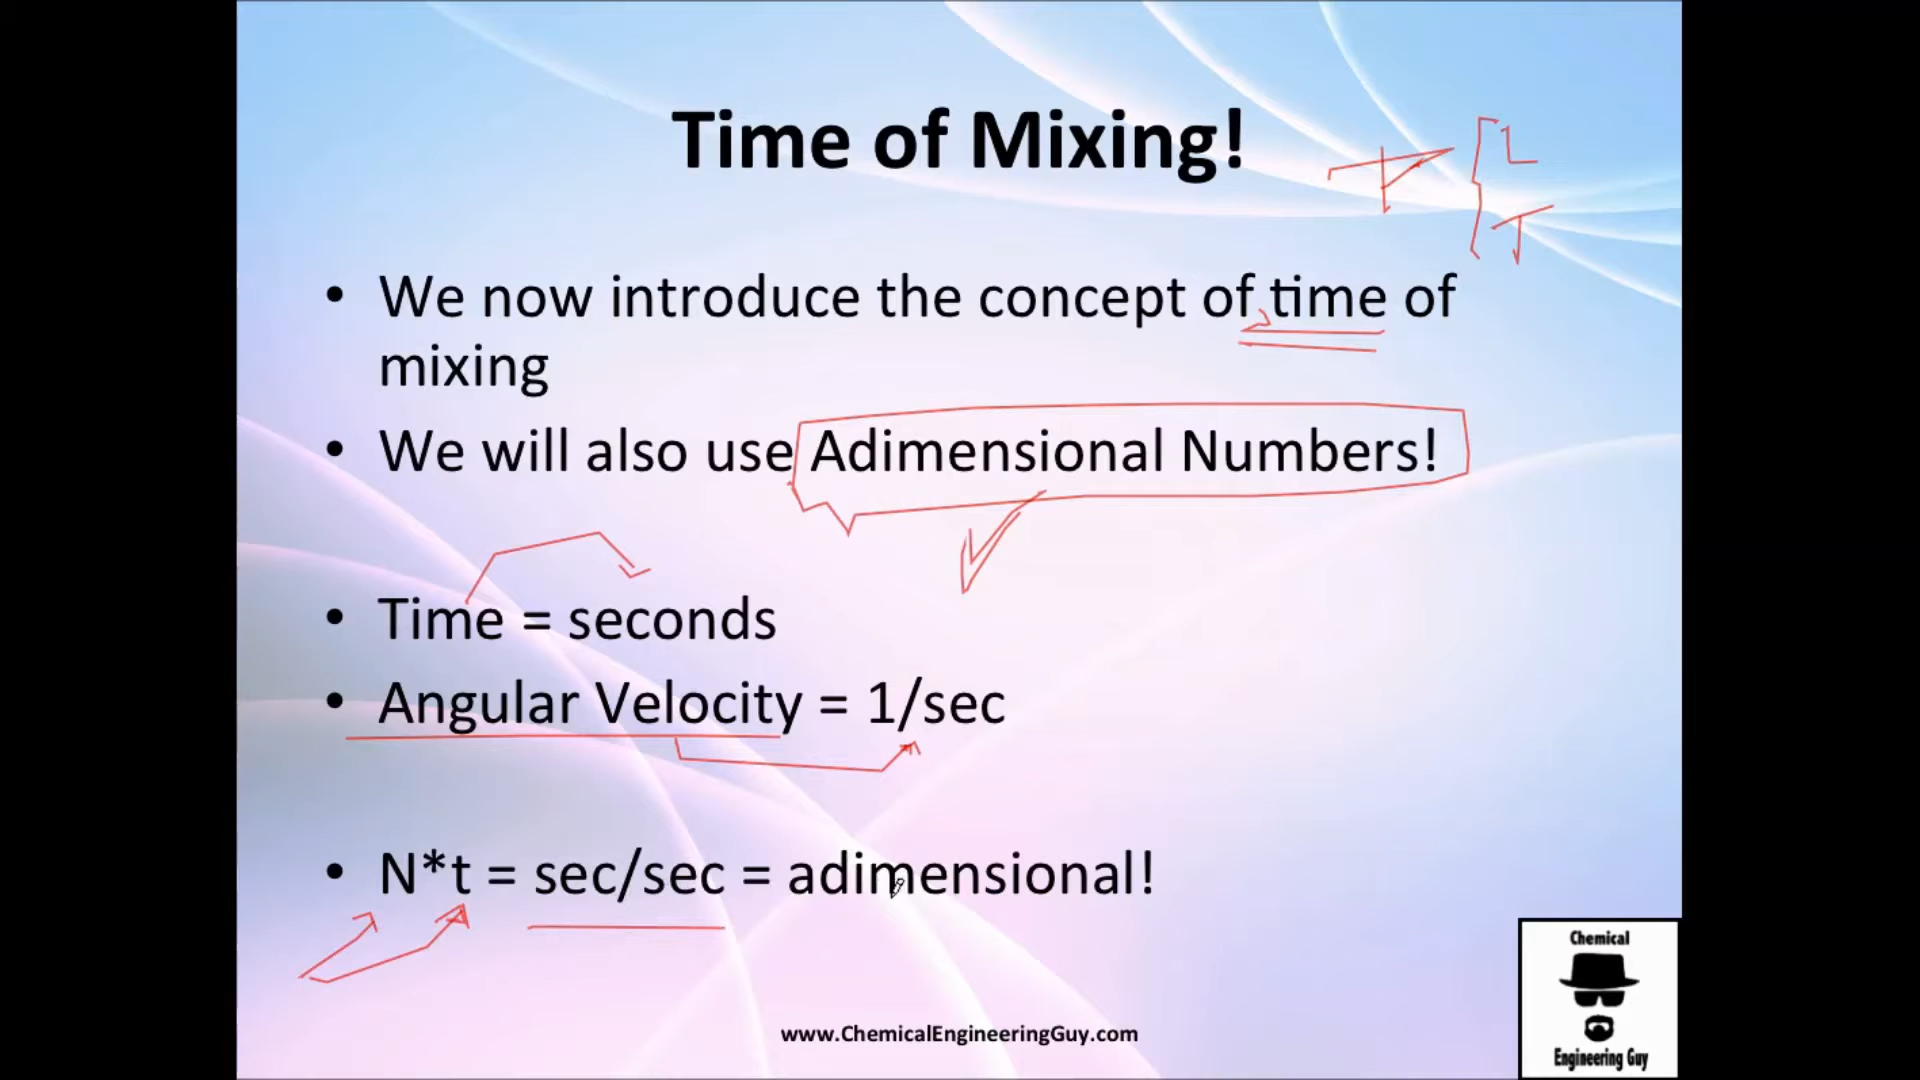 Time of Mixing!
• We now introduce the concept of time of
mixing
• We will also use Adimensional Numbers!
• Time = seconds
• Angular Velocity = 1/sec
• N*t = sec/sec = adimensional!
www.ChemicalEngineeringGuy.com
Chemical
Engineering Guy